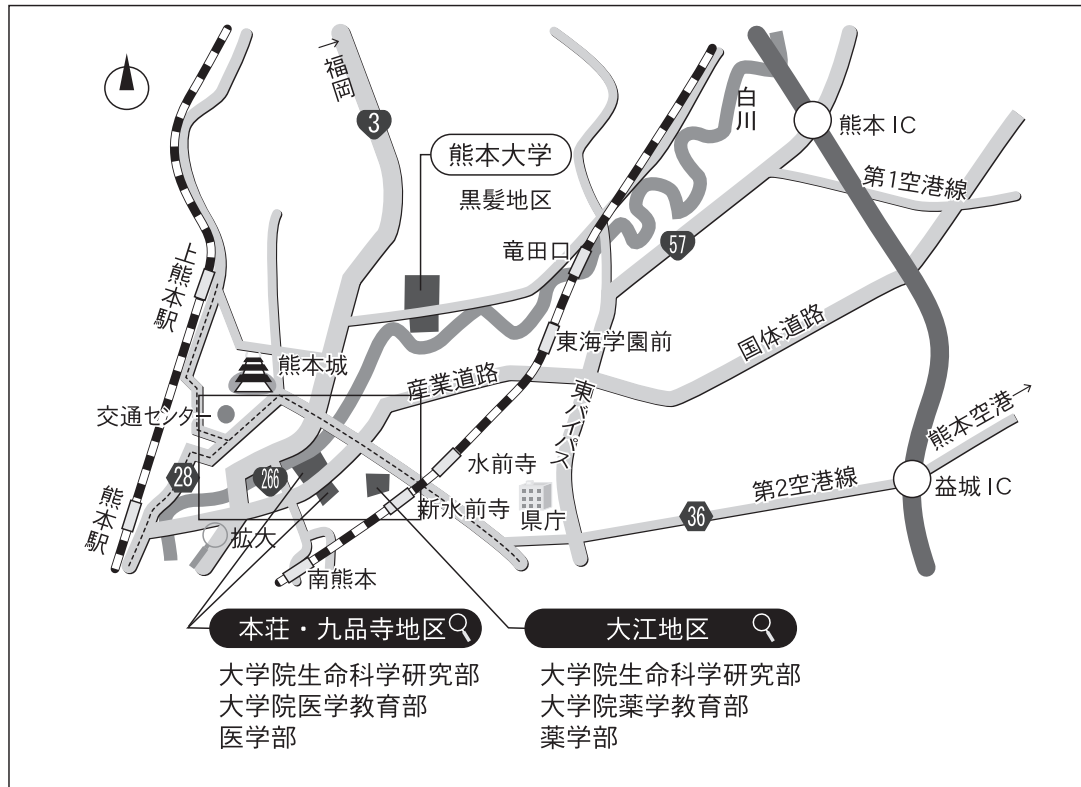 →福岡
3
白川
熊本IC
熊本大学
黒髪地区
第1空港線
竜田口
57
上熊本駅
国体道路
東海学園前
熊本城
産業道路
東バイパス
交通センター
熊本空港→
水前寺
28
266
第2空港線
益城IC
熊本駅
新水前寺
県庁
36
拡大
南熊本
本荘・九品寺地区
大学院生命科学研究部
大学院医学教育部
医学部
大江地区
大学院生命科学研究部
大学院薬学教育部
薬学部